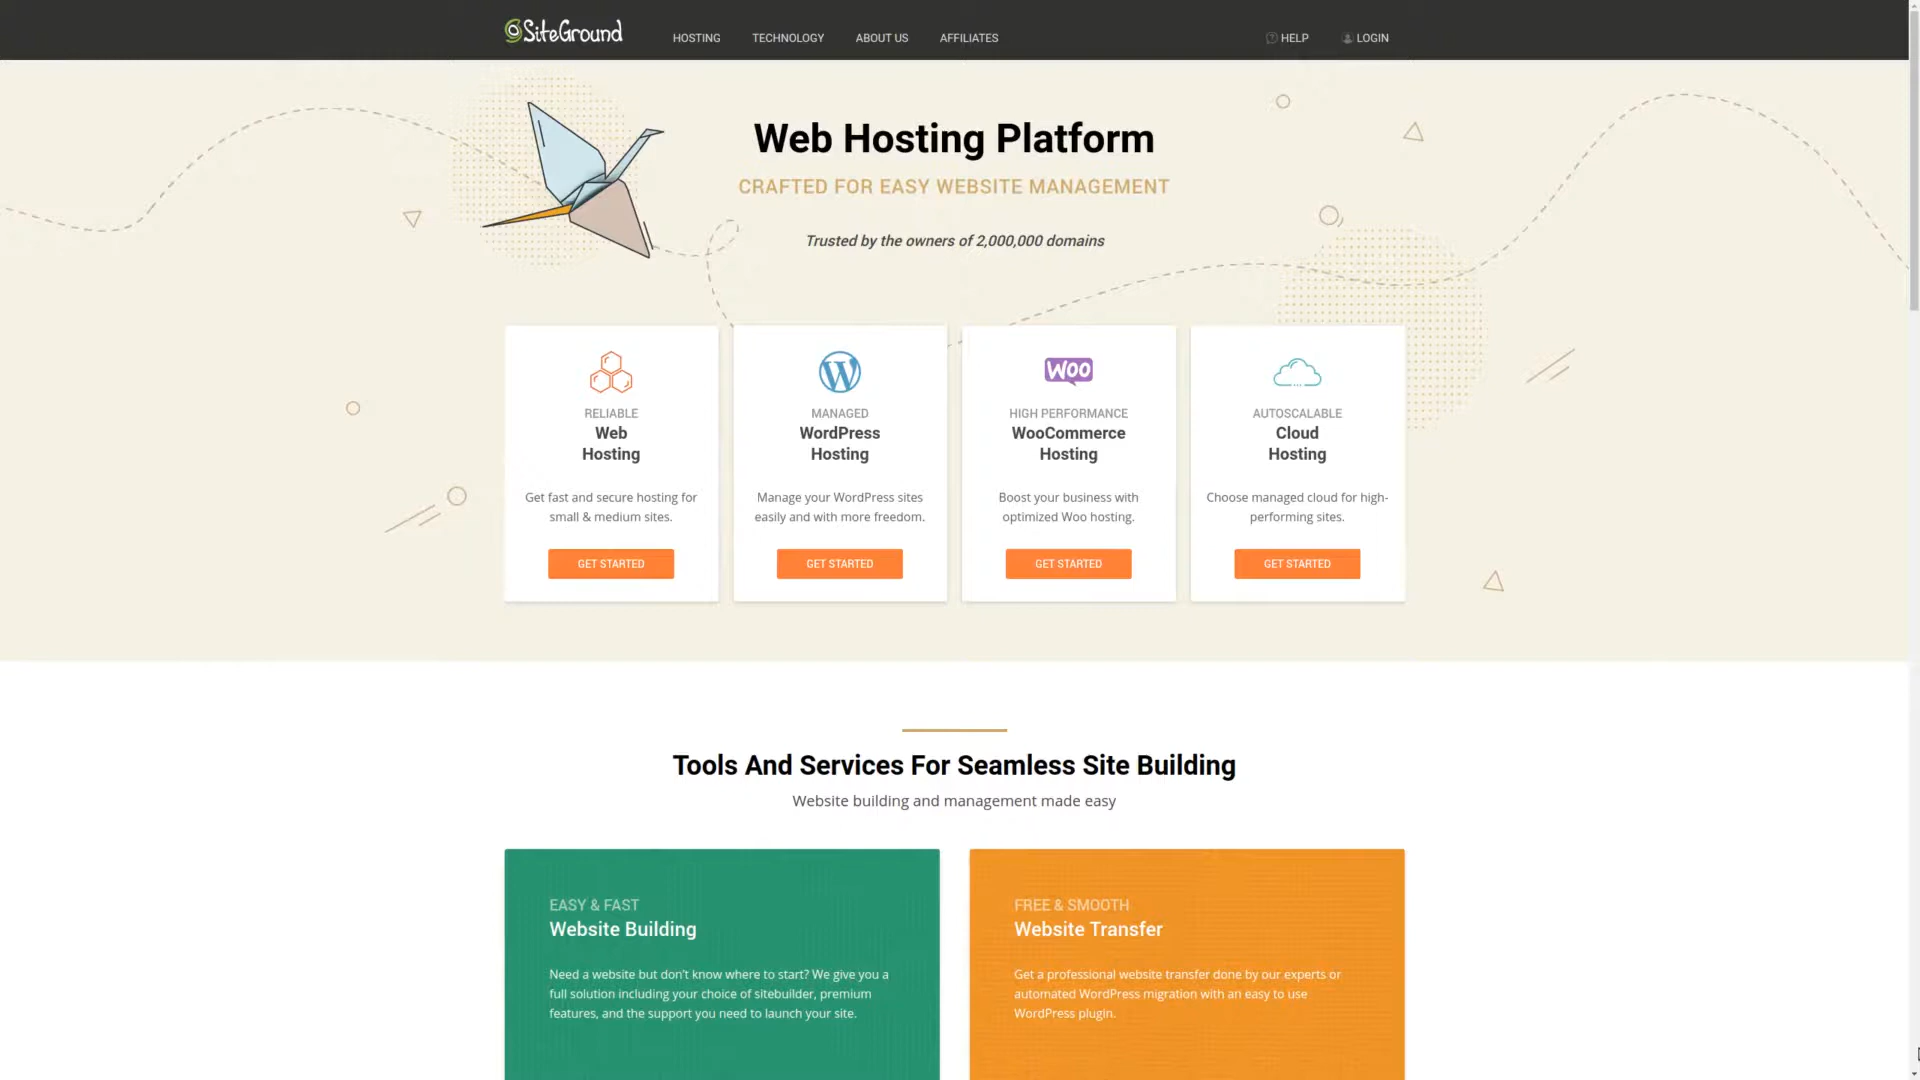 SiteGround
HOSTING
TECHNOLOGY
ABOUT US
AFFILIATES
HELP
LOGIN
Web Hosting Platform
CRAFTED FOR EASY WEBSITE MANAGEMENT
Trusted by the owners of 2,000,000 domains
RELIABLE
Web
Hosting
Get fast and secure hosting for
small & medium sites.
GET STARTED
MANAGED
WordPress
Hosting
Manage your WordPress sites
easily and with more freedom.
GET STARTED
WOO
HIGH PERFORMANCE
WooCommerce
Hosting
Boost your business with
optimized Woo hosting.
GET STARTED
AUTOSCALABLE
Cloud
Hosting
Choose managed cloud for high-
performing sites.
GET STARTED
Tools And Services For Seamless Site Building
Website building and management made easy
EASY & FAST
Website Building
Need a website but don't know where to start? We give you a
full solution including your choice of sitebuilder, premium
features, and the support you need to launch your site.
FREE & SMOOTH
Website Transfer
Get a professional website transfer done by our experts or
automated WordPress migration with an easy to use
WordPress plugin.